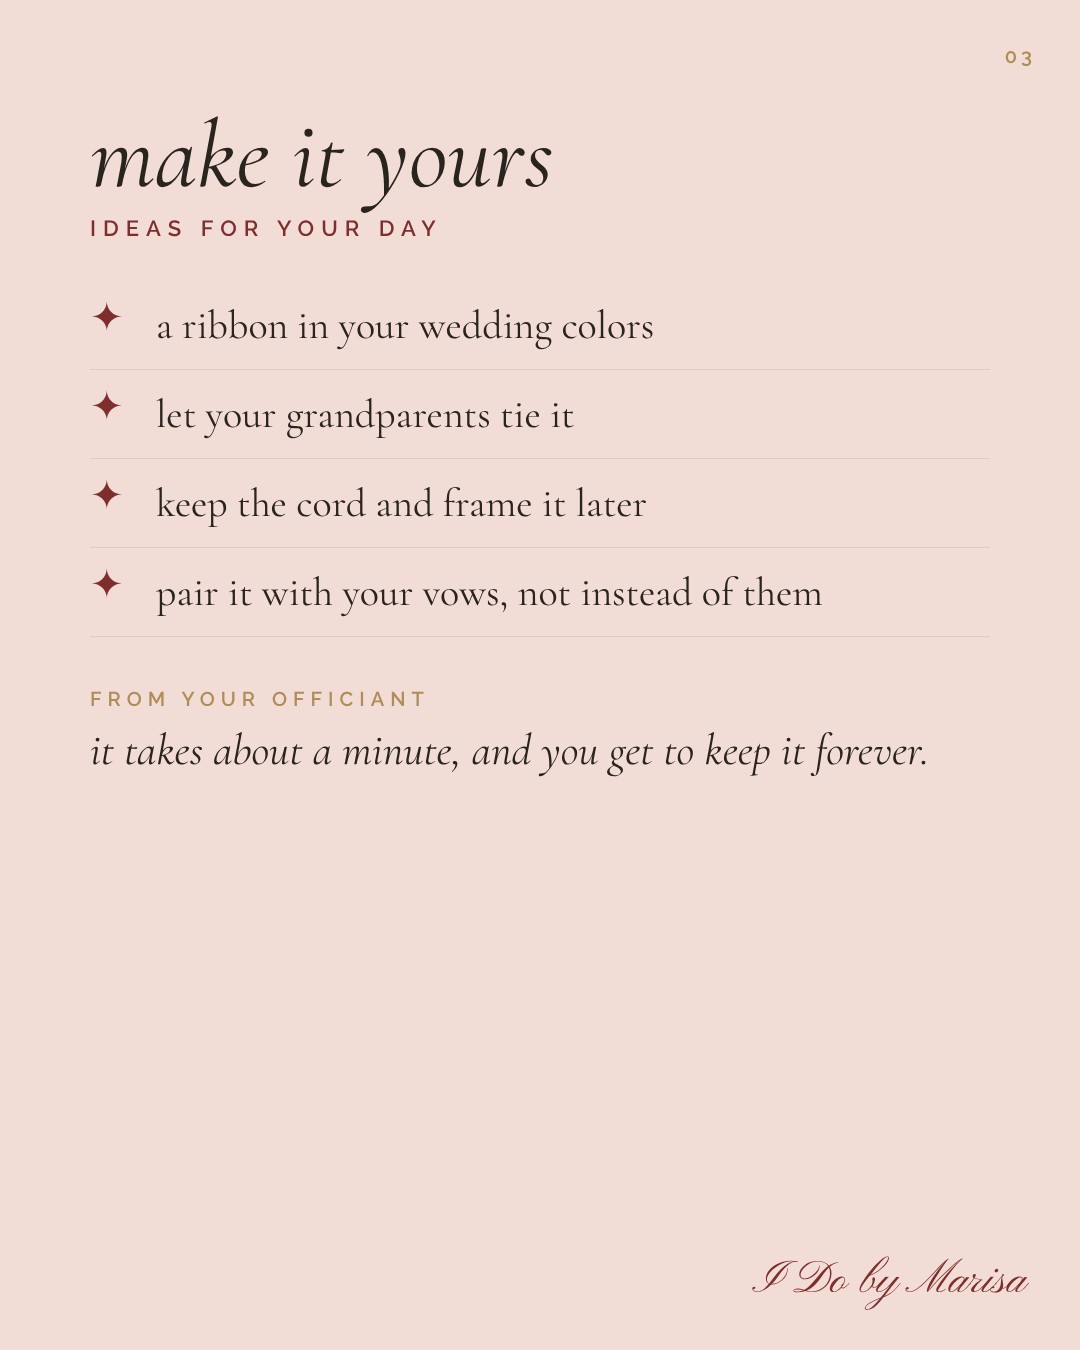 03
make it yours
IDEAS FOR YOUR DAY
a ribbon in your wedding colors
let your grandparents tie it
keep the cord and frame it later
pair it with your vows, not instead of them
FROM YOUR OFFICIANT
it takes about a minute, and you get to keep it forever.
I Do by Marisa